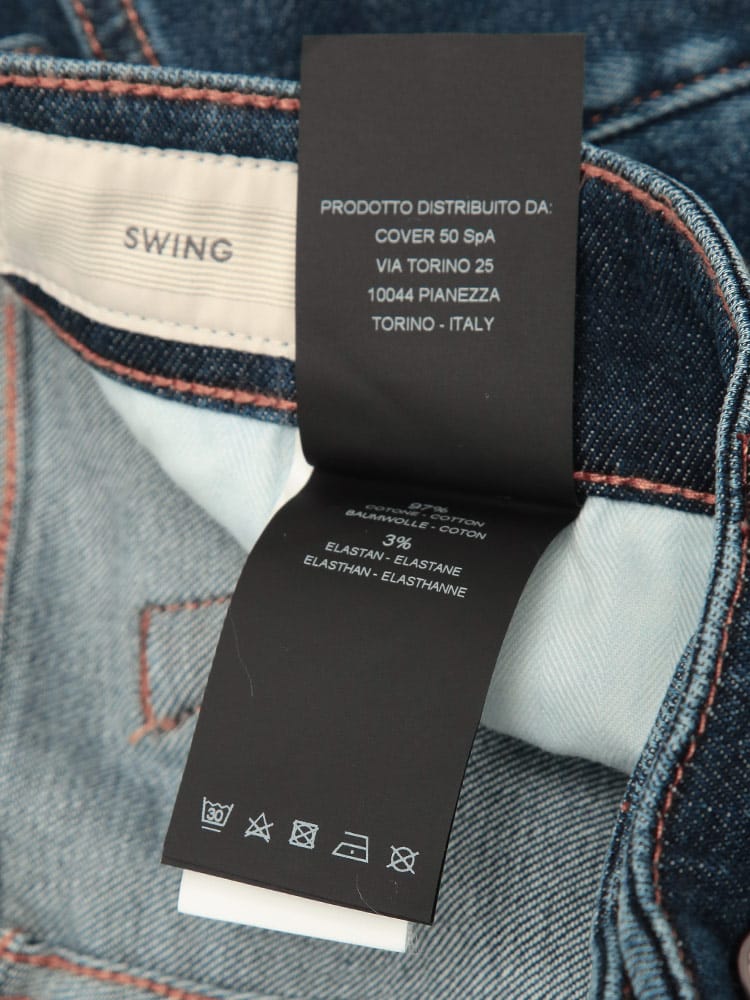 SWING
PRODOTTO DISTRIBUITO DA:
COVER 50 SpA
VIA TORINO 25
10044 PIANEZZA
TORINO - ITALY
97%
COTONE - COTTON
BAUMWOLLE - COTON
3%
ELASTAN - ELASTANE
ELASTHAN - ELASTHANNE
30